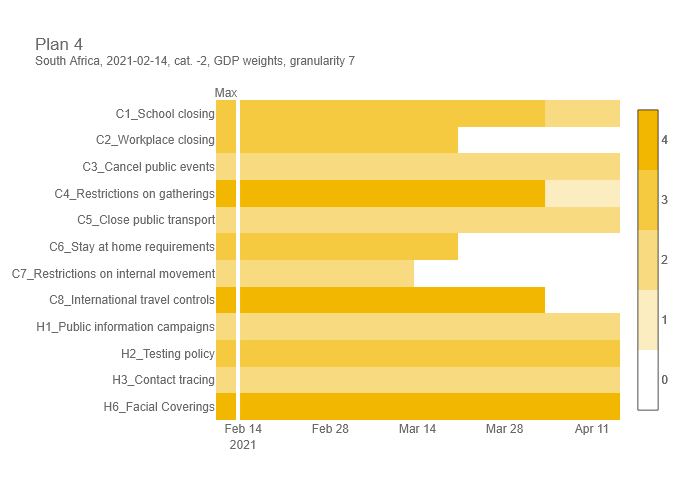 Plan 4
South Africa, 2021-02-14, cat. -2, GDP weights, granularity 7
Max
C1_School closing
C2_Workplace closing
C3_Cancel public events
C4_Restrictions on gatherings
C5_Close public transport
C6_Stay at home requirements
C7_Restrictions on internal movement
C8_International travel controls
H1_Public information campaigns
H2_Testing policy
H3_Contact tracing
H6_Facial Coverings
Feb 14 Feb 28 Mar 14 Mar 28 Apr 11
2021
4
3
2
1
0